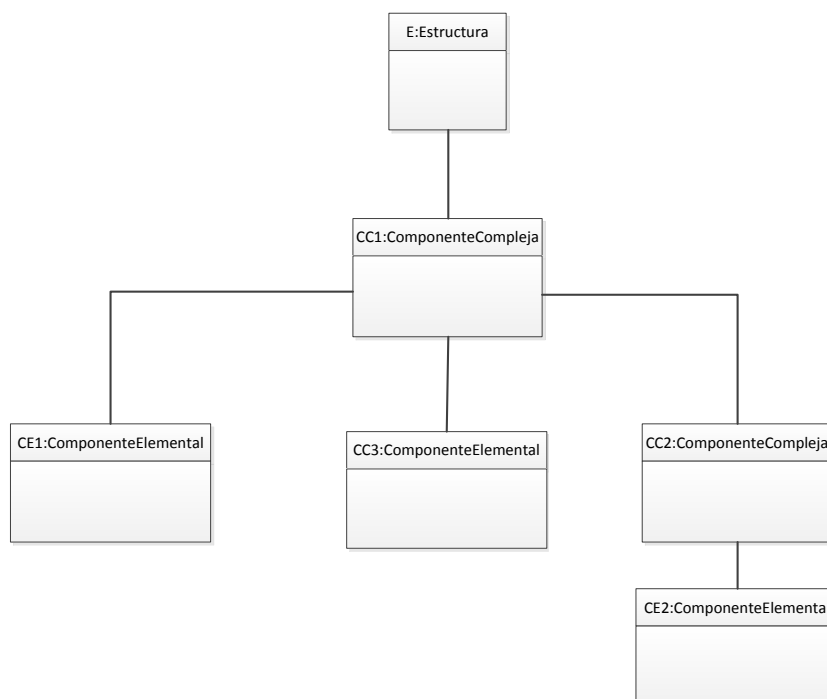 E:Estructura
CC1:ComponenteCompleja
CE1:ComponenteElemental
CC3:ComponenteElemental
CC2:ComponenteCompleja
CE2:ComponenteElementa